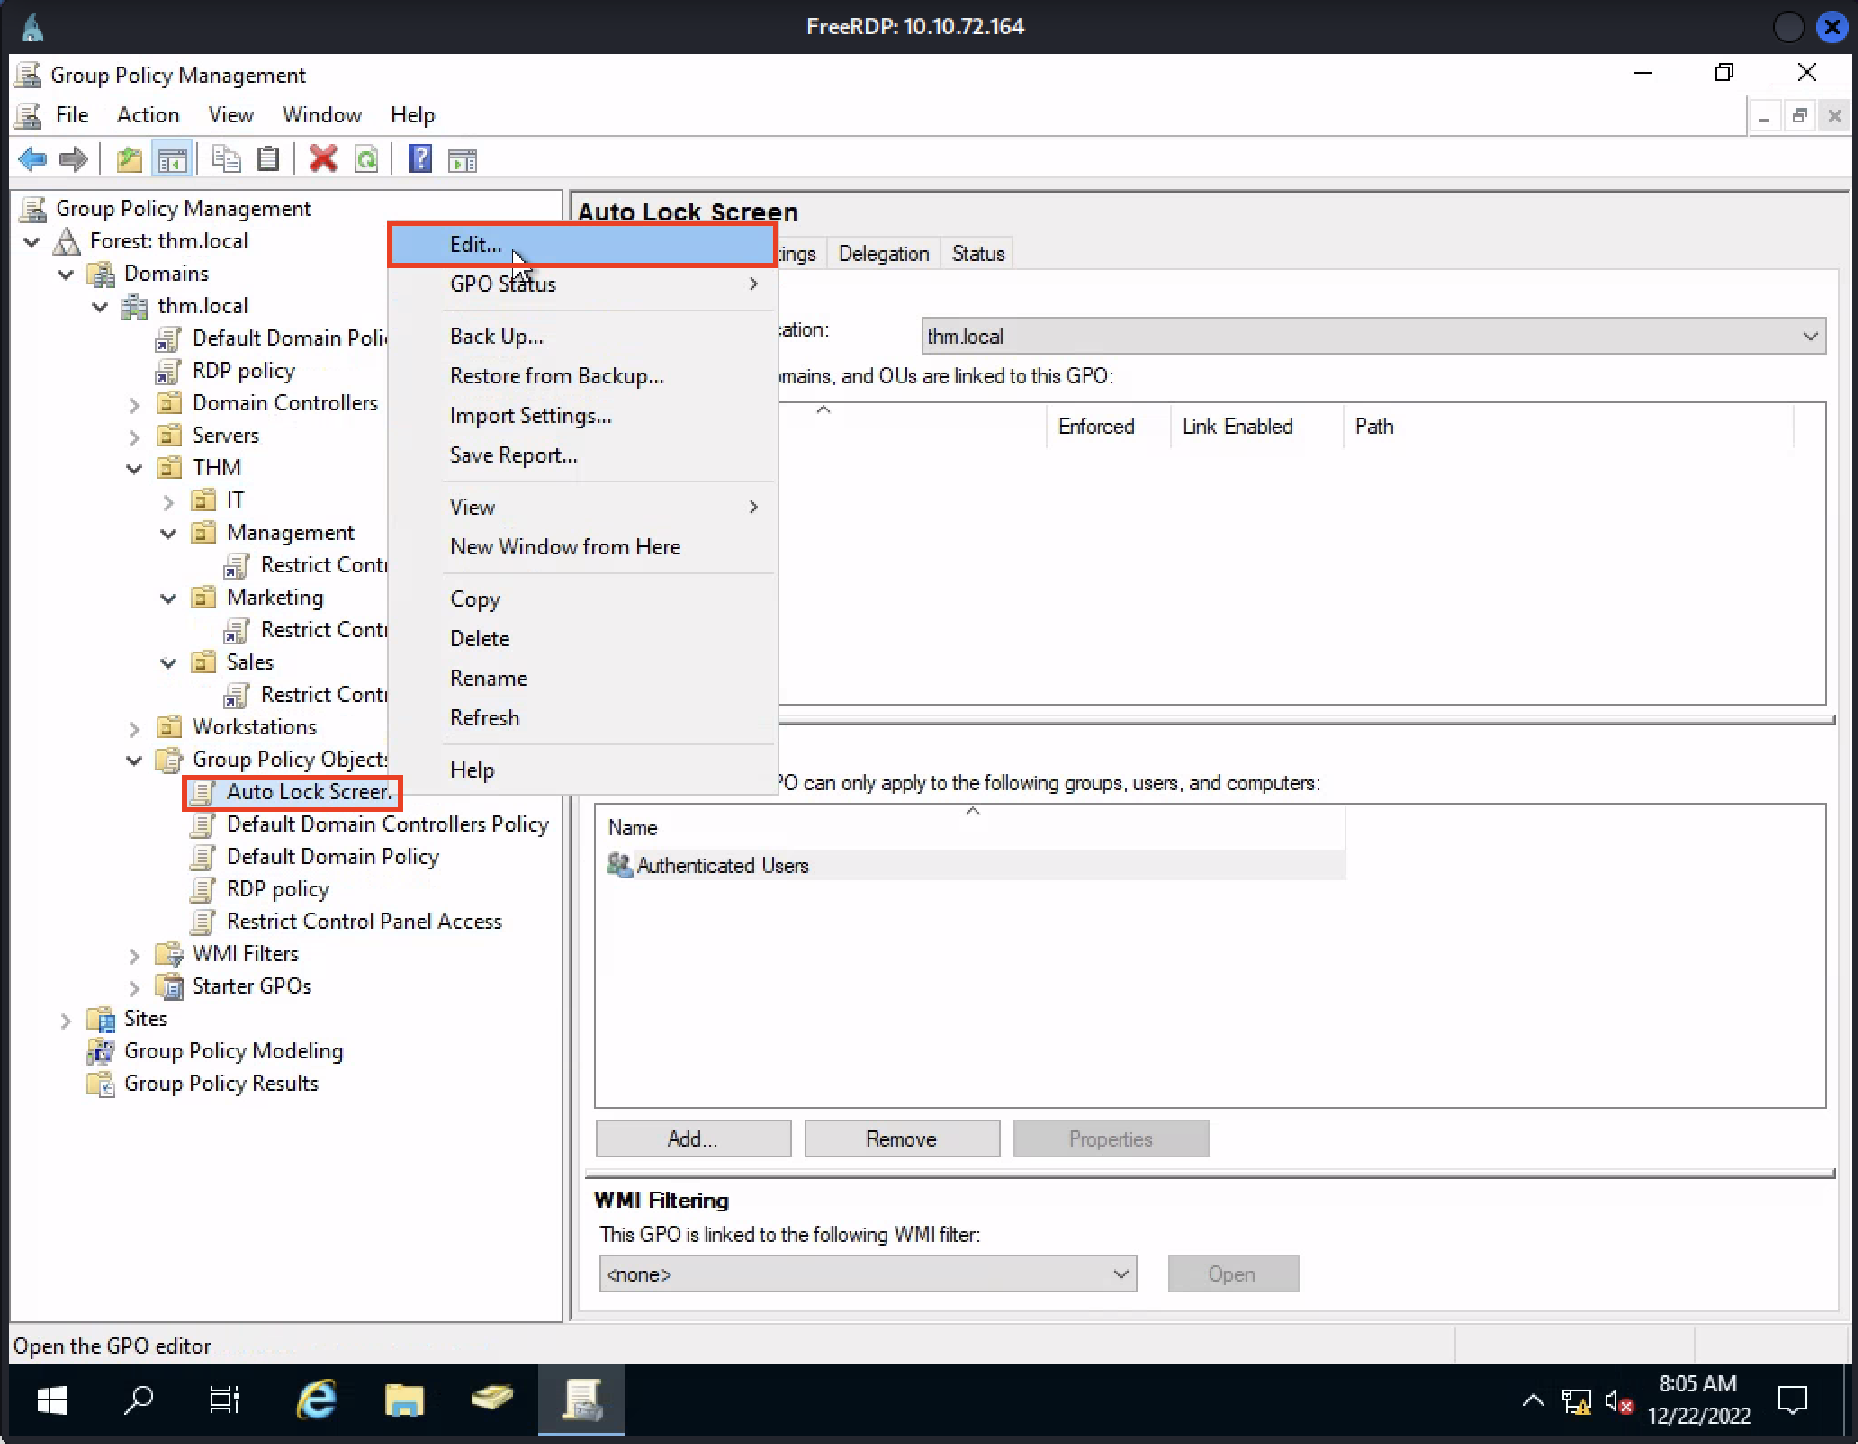 FreeRDP: 10.10.72.164
Group Policy Management
File Action View Window Help
Group Policy Management
Forest: thm.local
Domains
thm.local
Default Domain Poli
RDP policy
Domain Controllers
Servers
THM
IT
Management
Restrict Cont
Marketing
Restrict Cont
Sales
Restrict Cont
Workstations
Group Policy Objects
Auto Lock Screen
Default Domain Controllers Policy
Default Domain Policy
RDP policy
Restrict Control Panel Access
WMI Filters
Starter GPOs
Sites
Group Policy Modeling
Group Policy Results
Edit...
GPO Status
Back Up...
Restore from Backup...
Import Settings...
Save Report...
View
New Window from Here
Copy
Delete
Rename
Refresh
Help
Auto Lock Screen
ings Delegation Status
ation: thm.local
mains, and OUs are linked to this GPO:
Enforced Link Enabled Path
PO can only apply to the following groups, users, and computers:
Name
Authenticated Users
Add... Remove Properties
WMI Filtering
This GPO is linked to the following WMI filter:
<none> Open
Open the GPO editor
8:05 AM
12/22/2022